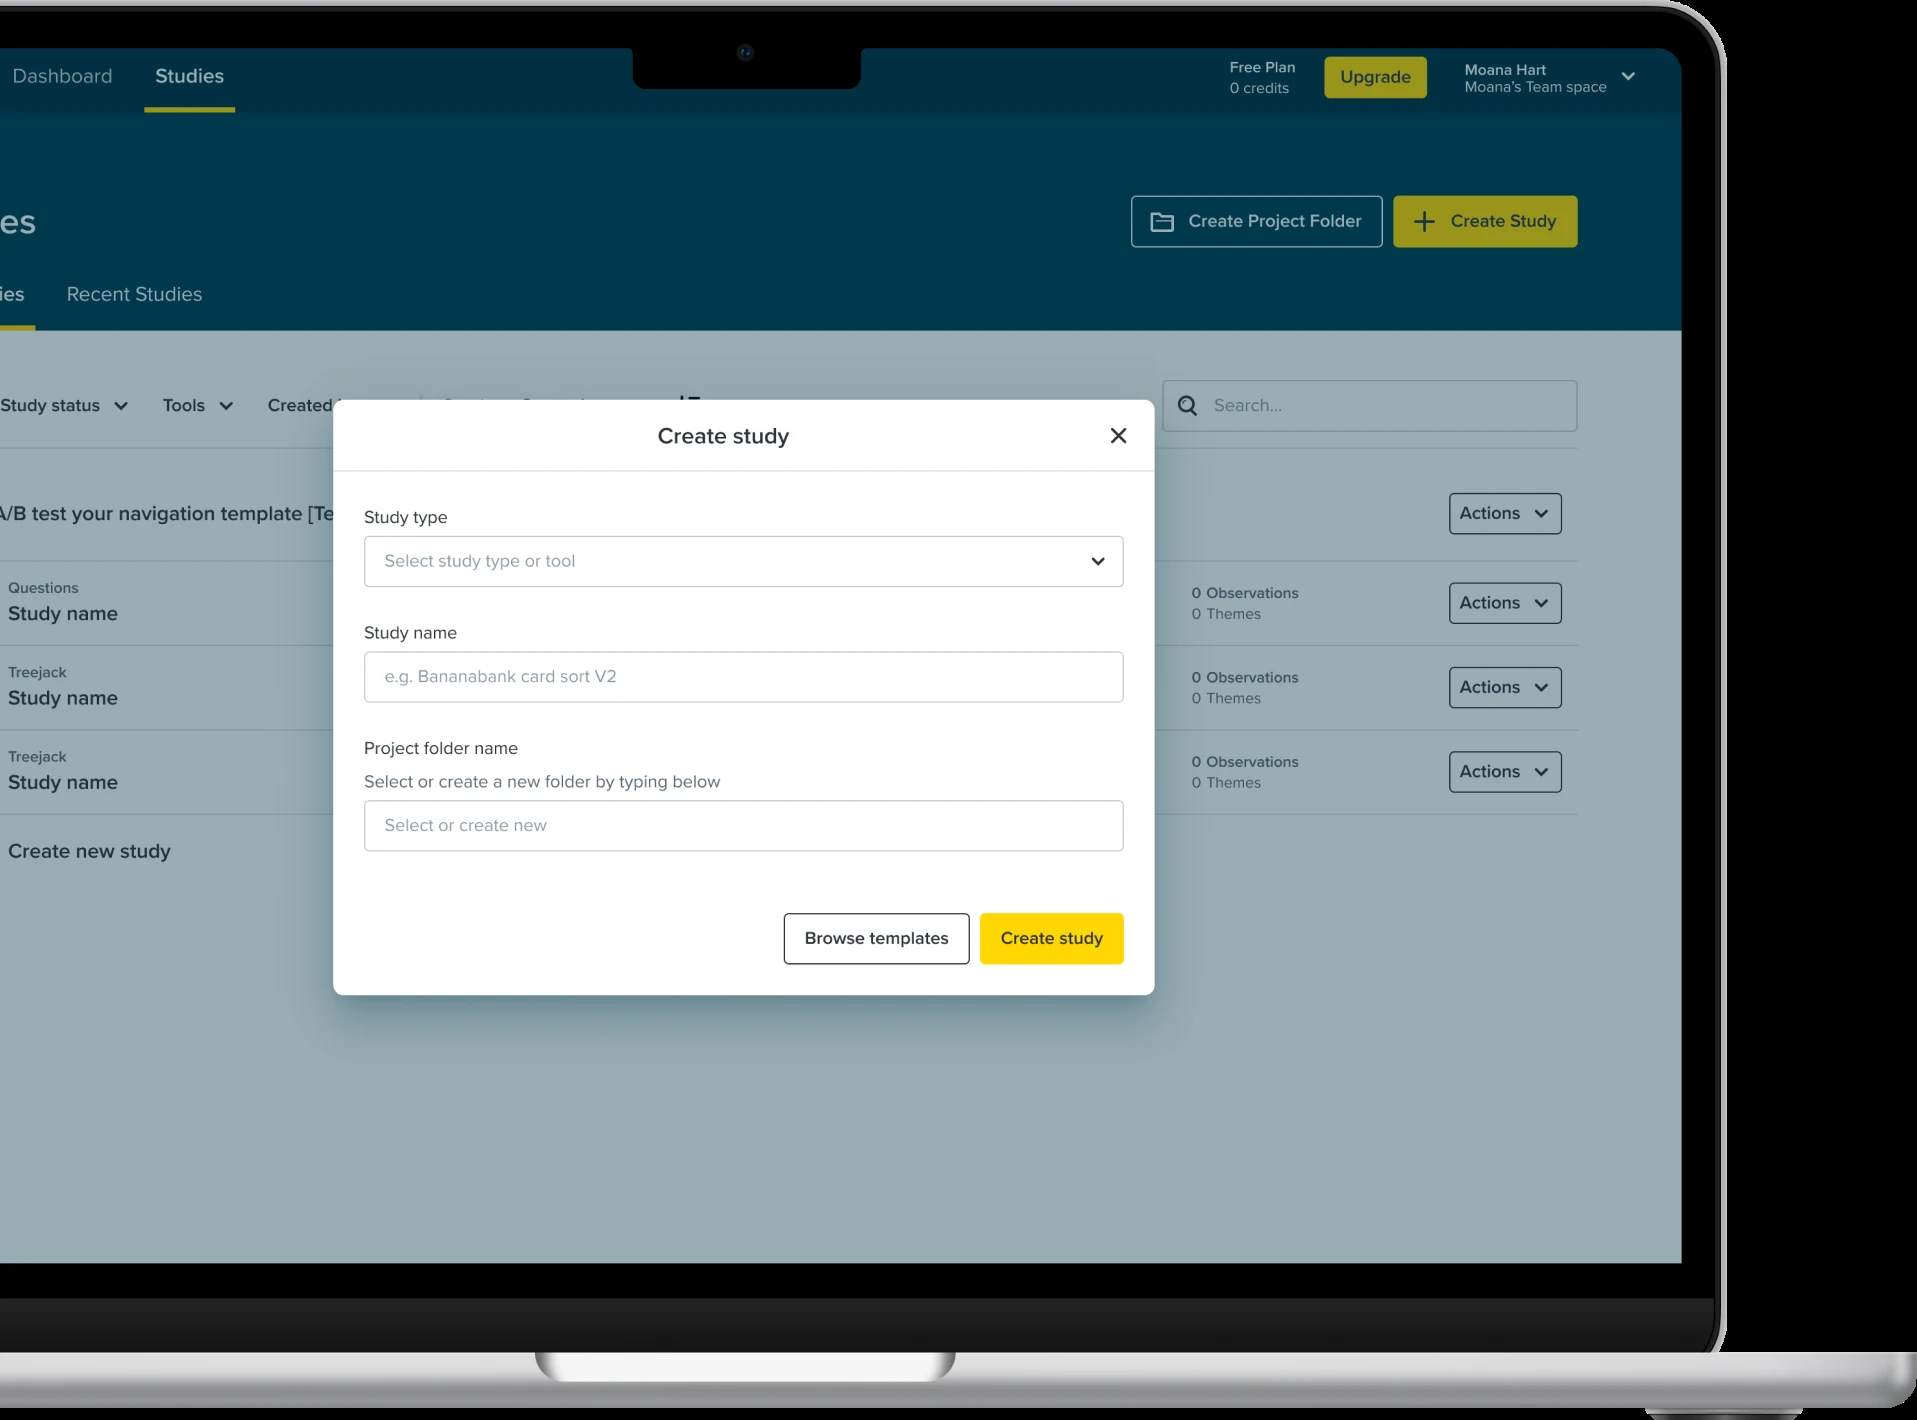 Dashboard
Studies
Free Plan
0 credits
Upgrade
Moana Hart
Moana's Team space
es
Create Project Folder
Create Study
ies
Recent Studies
Study status
Tools
Created
Search...
Create study
A/B test your navigation template [Te
Actions
Study type
Select study type or tool
Questions
Study name
0 Observations
0 Themes
Actions
Study name
e.g. Bananabank card sort V2
Treejack
Study name
0 Observations
0 Themes
Actions
Project folder name
Select or create a new folder by typing below
Select or create new
Treejack
Study name
0 Observations
0 Themes
Actions
Create new study
Browse templates
Create study